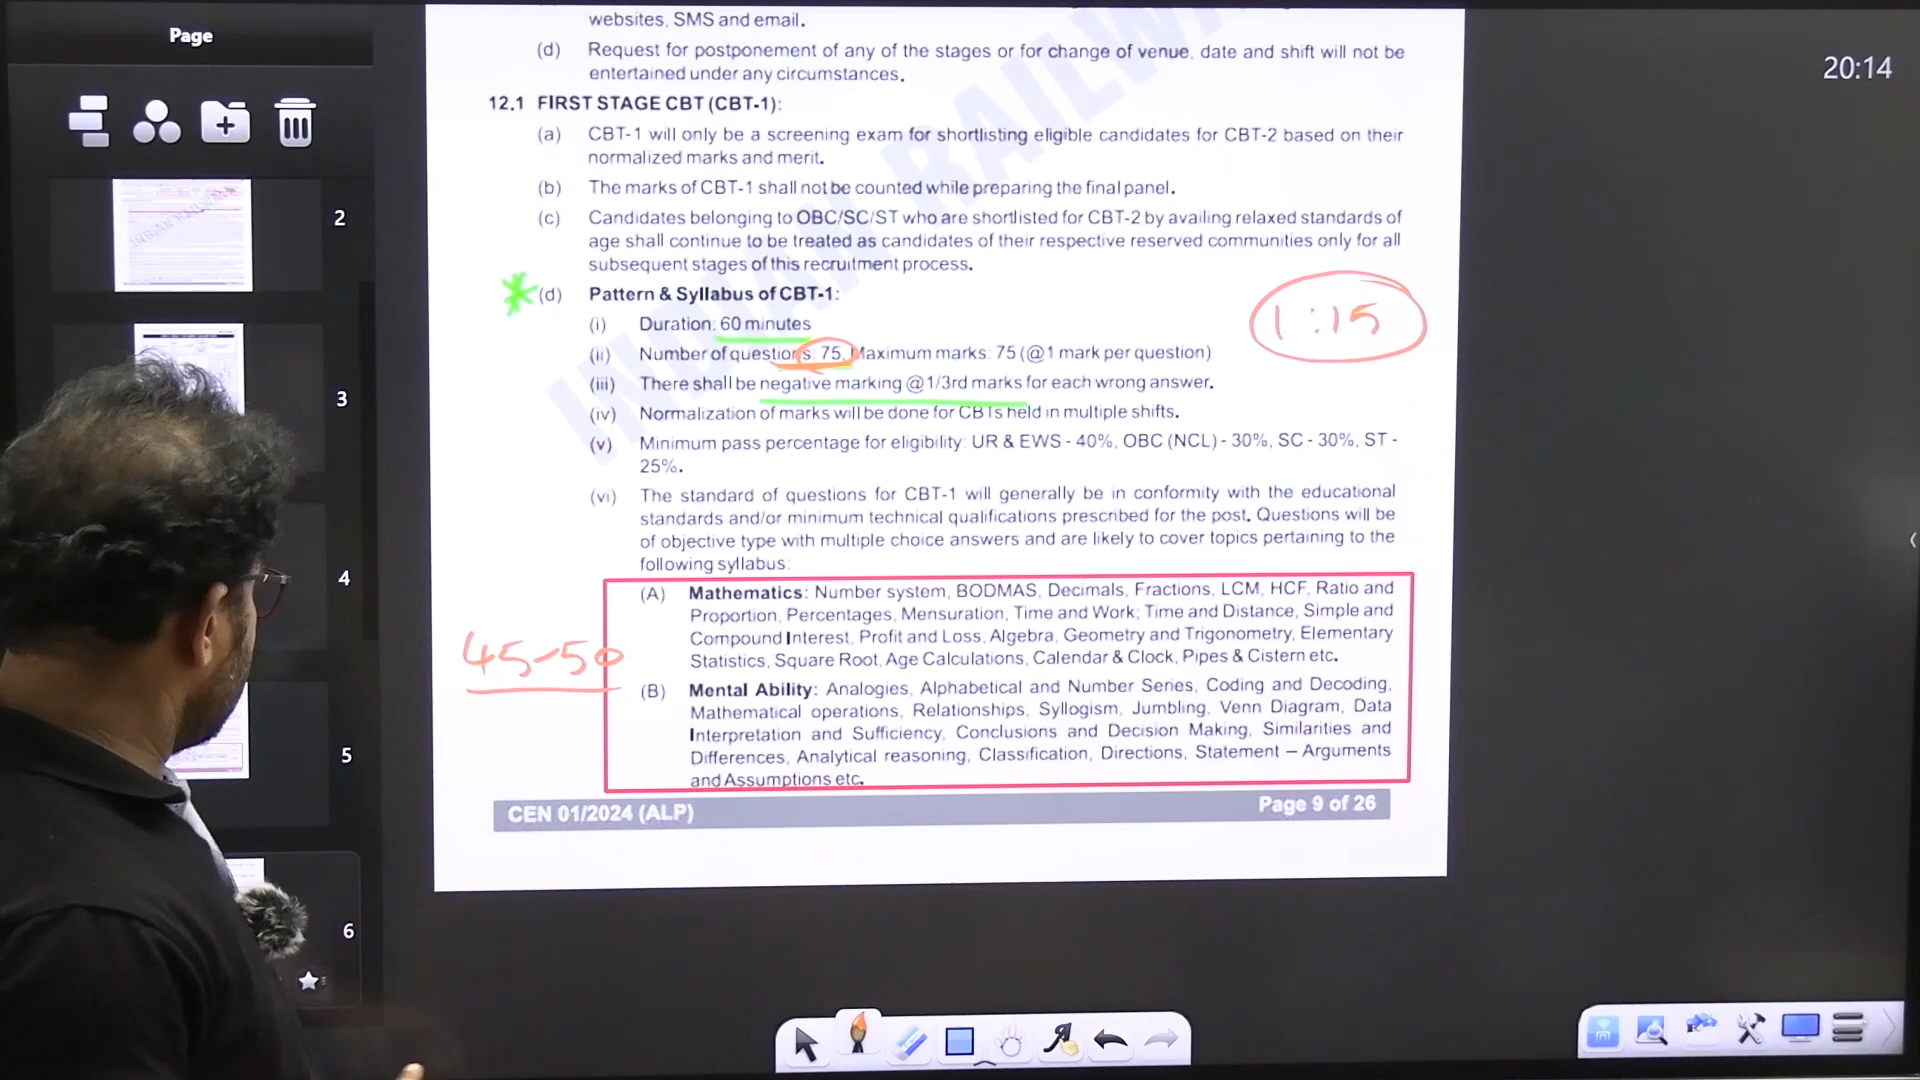 Page
20:14
2
3
4
5
6
websites, SMS and email.
(d) Request for postponement of any of the stages or for change of venue, date and shift will not be
entertained under any circumstances.
12.1 FIRST STAGE CBT (CBT-1):
(a) CBT-1 will only be a screening exam for shortlisting eligible candidates for CBT-2 based on their
normalized marks and merit.
(b) The marks of CBT-1 shall not be counted while preparing the final panel.
(c) Candidates belonging to OBC/SC/ST who are shortlisted for CBT-2 by availing relaxed standards of
age shall continue to be treated as candidates of their respective reserved communities only for all
subsequent stages of this recruitment process.
(d) Pattern & Syllabus of CBT-1:
(i) Duration: 60 minutes
(ii) Number of questions: 75, Maximum marks: 75 (@1 mark per question)
(iii) There shall be negative marking @1/3rd marks for each wrong answer.
(iv) Normalization of marks will be done for CBTs held in multiple shifts.
(v) Minimum pass percentage for eligibility: UR & EWS - 40%, OBC (NCL) - 30%, SC - 30%, ST -
25%.
(vi) The standard of questions for CBT-1 will generally be in conformity with the educational
standards and/or minimum technical qualifications prescribed for the post. Questions will be
of objective type with multiple choice answers and are likely to cover topics pertaining to the
following syllabus:
(A) Mathematics: Number system, BODMAS, Decimals, Fractions, LCM, HCF, Ratio and
Proportion, Percentages, Mensuration, Time and Work; Time and Distance, Simple and
Compound Interest, Profit and Loss, Algebra, Geometry and Trigonometry, Elementary
Statistics, Square Root, Age Calculations, Calendar & Clock, Pipes & Cistern etc.
(B) Mental Ability: Analogies, Alphabetical and Number Series, Coding and Decoding,
Mathematical operations, Relationships, Syllogism, Jumbling, Venn Diagram, Data
Interpretation and Sufficiency, Conclusions and Decision Making, Similarities and
Differences, Analytical reasoning, Classification, Directions, Statement – Arguments
and Assumptions etc.
CEN 01/2024 (ALP) Page 9 of 26
1:15
45-50
INDIAN RAILWA